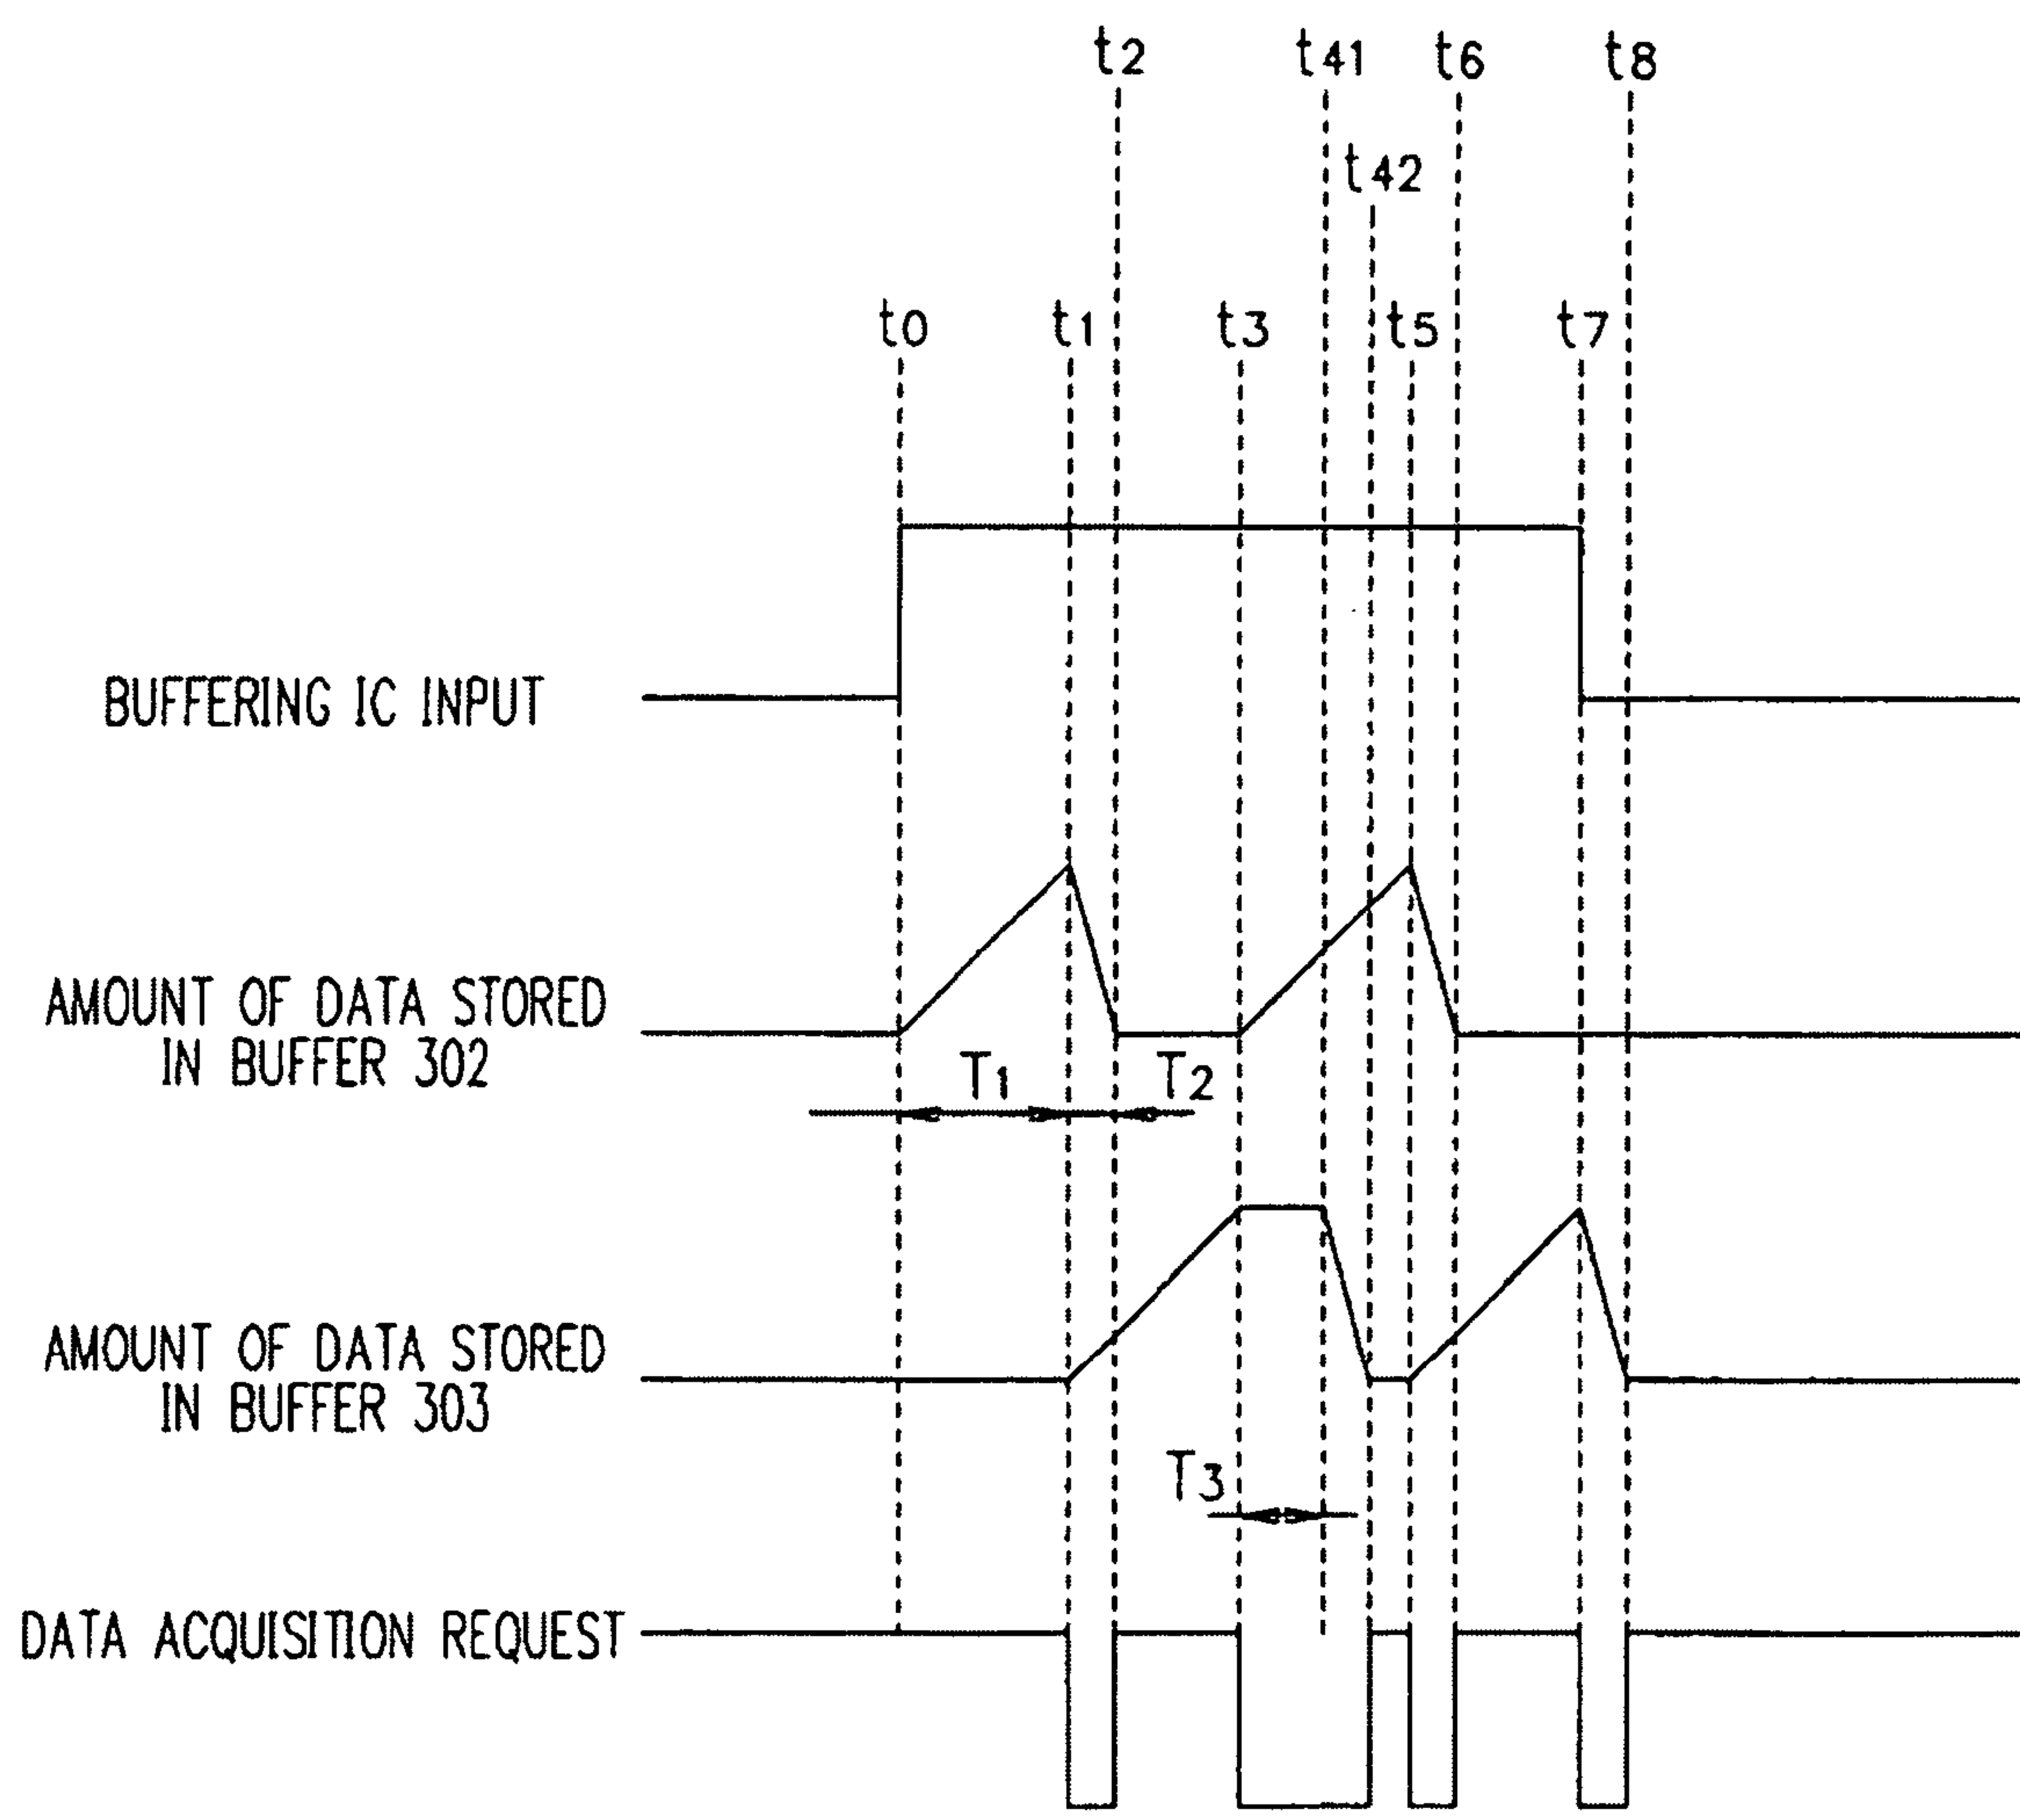 t2 t41 t6 t8
t42
t0 t1 t3 t5 t7
BUFFERING IC INPUT
AMOUNT OF DATA STORED
IN BUFFER 302
T1 T2
AMOUNT OF DATA STORED
IN BUFFER 303
T3
DATA ACQUISITION REQUEST